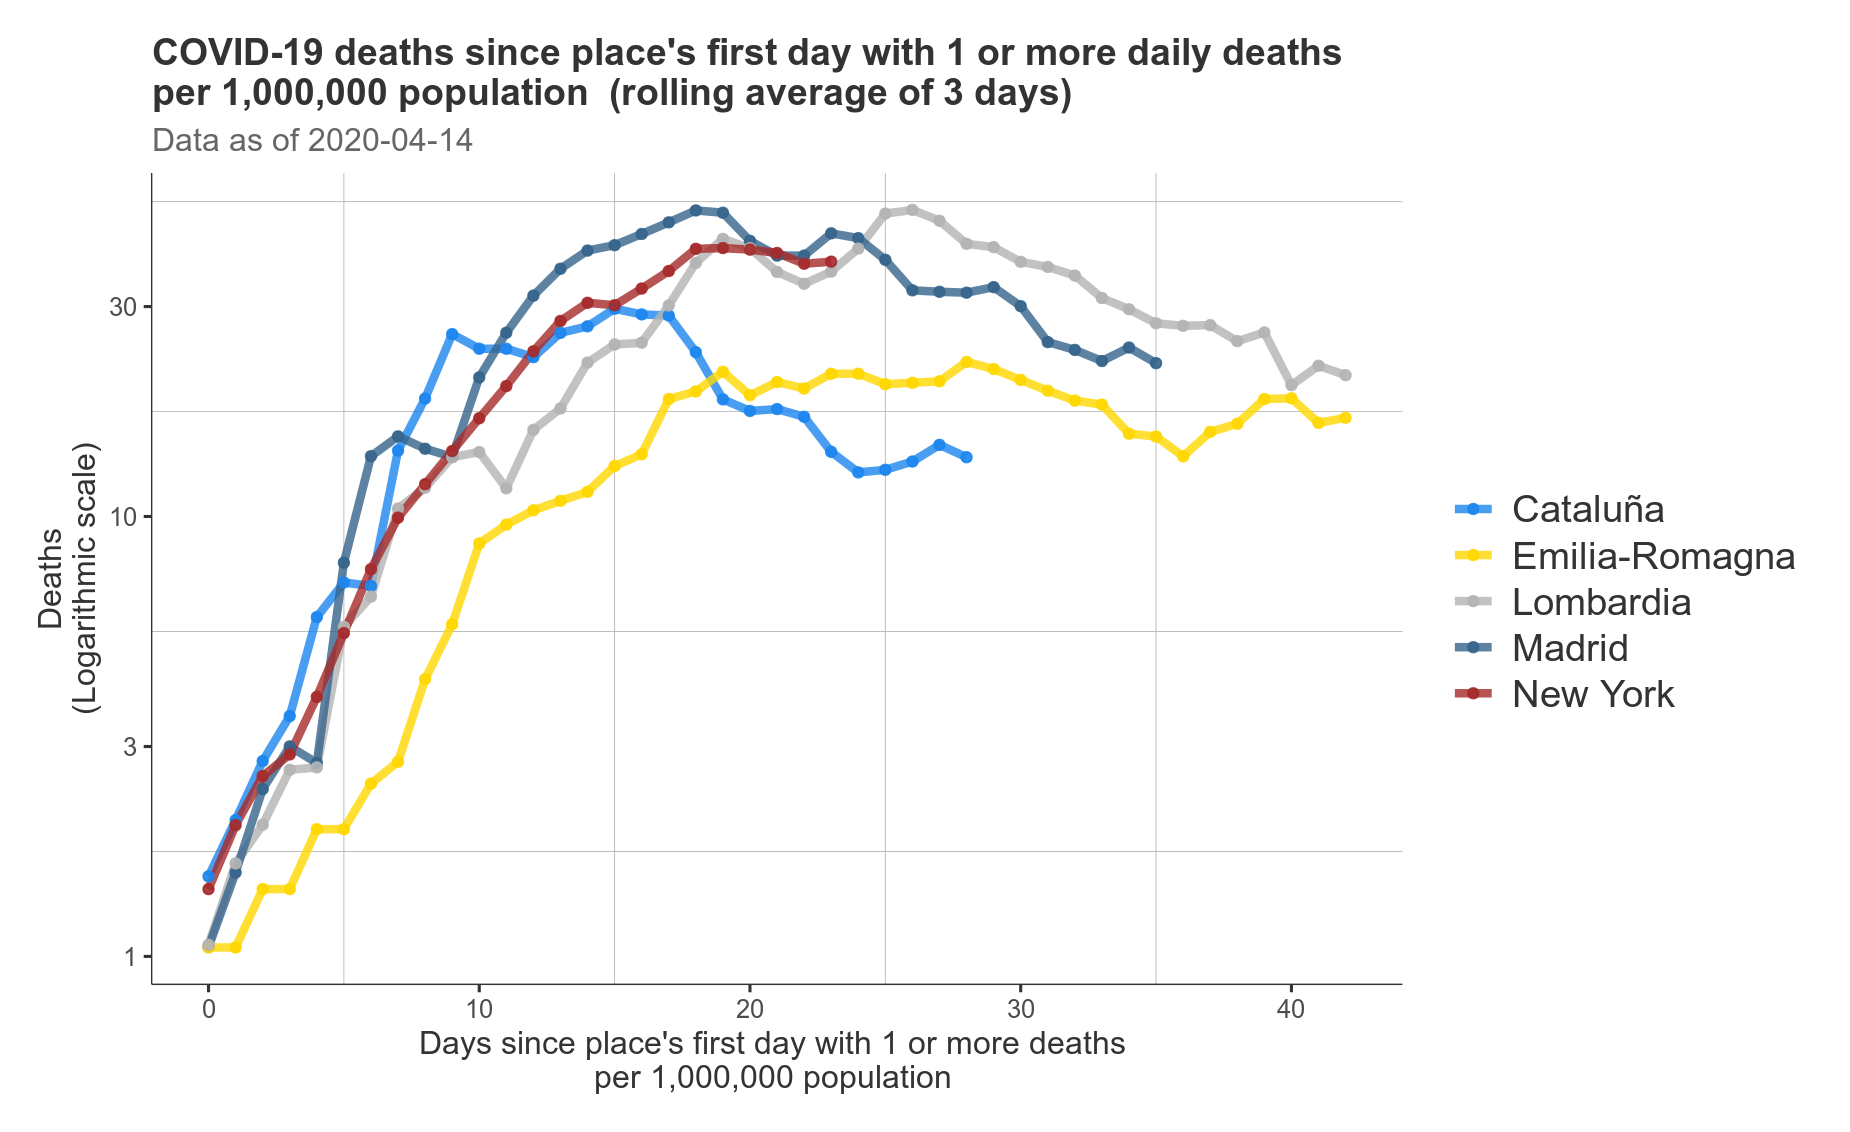 COVID-19 deaths since place's first day with 1 or more daily deaths
per 1,000,000 population  (rolling average of 3 days)
Data as of 2020-04-14
Deaths
(Logarithmic scale)
30
10
3
1
0
10
20
30
40
Days since place's first day with 1 or more deaths
per 1,000,000 population
Cataluña
Emilia-Romagna
Lombardia
Madrid
New York